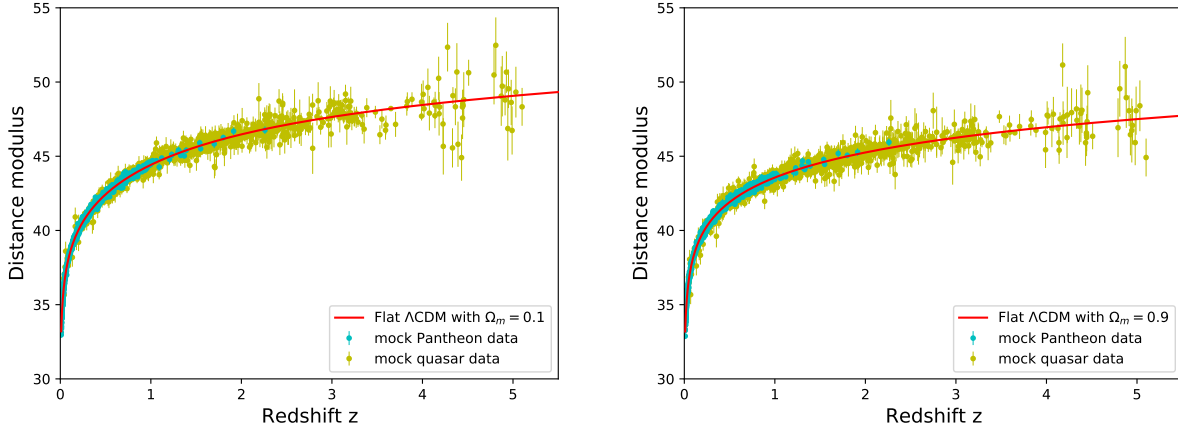 55
50
45
40
35
30
Distance modulus
Flat ΛCDM with Ωm = 0.1
mock Pantheon data
mock quasar data
0 1 2 3 4 5
Redshift z
55
50
45
40
35
30
Distance modulus
Flat ΛCDM with Ωm = 0.9
mock Pantheon data
mock quasar data
0 1 2 3 4 5
Redshift z